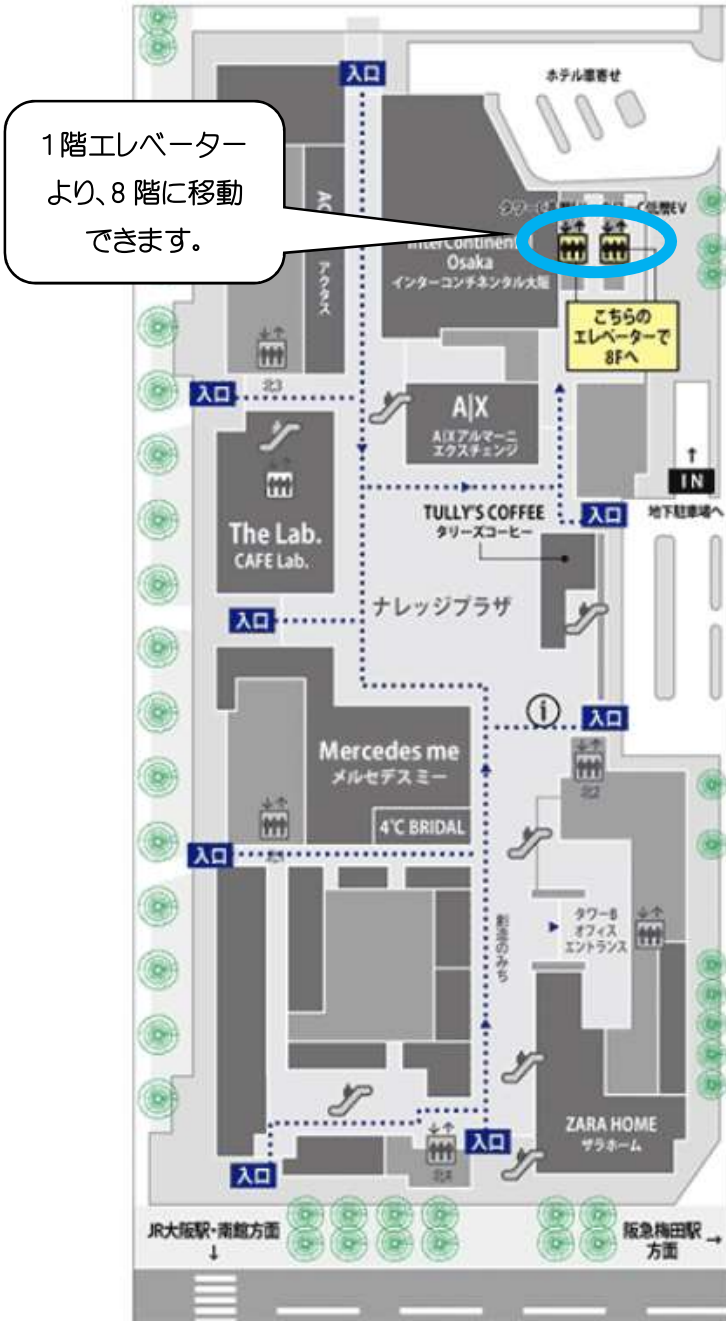 入口
ホテル車寄せ
1階エレベーター
より、8階に移動
できます。
アクタス
InterContinental
Osaka
インターコンチネンタル大阪
こちらの
エレベーターで
8Fへ
北3
入口
A|X
A|Xアルマーニ
エクスチェンジ
IN
地下駐車場へ
TULLY'S COFFEE
タリーズコーヒー
入口
The Lab.
CAFE Lab.
ナレッジプラザ
入口
i
入口
Mercedes me
メルセデス ミー
北2
4℃ BRIDAL
入口
創造のみち
タワーB
オフィス
エントランス
ZARA HOME
ザラホーム
入口
入口
北4
JR大阪駅・南館方面
↓
阪急梅田駅→
方面